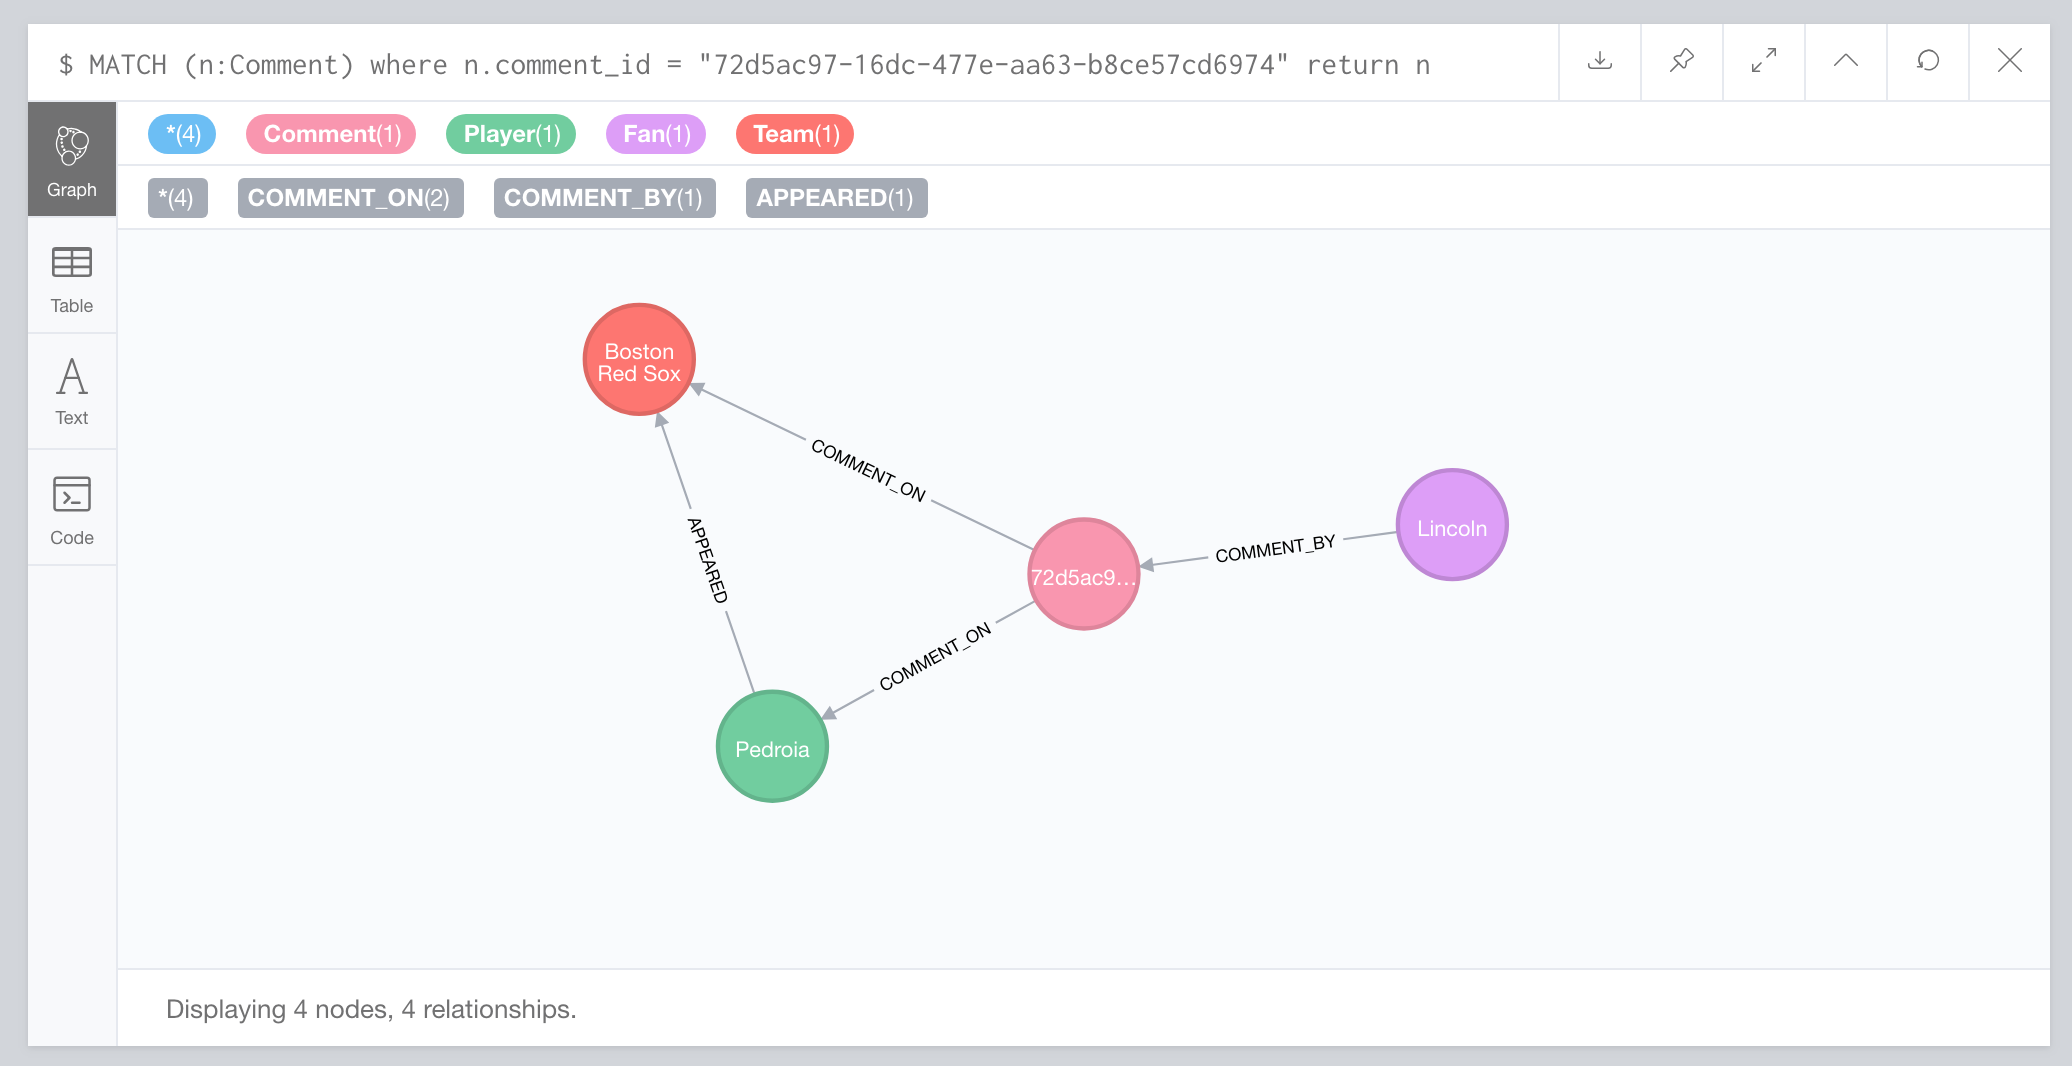 $ MATCH (n:Comment) where n.comment_id = "72d5ac97-16dc-477e-aa63-b8ce57cd6974" return n
*(4) Comment(1) Player(1) Fan(1) Team(1)
*(4) COMMENT_ON(2) COMMENT_BY(1) APPEARED(1)
Graph
Table
Text
Code
Boston
Red Sox
COMMENT_ON
APPEARED
Lincoln
COMMENT_BY
72d5ac9...
COMMENT_ON
Pedroia
Displaying 4 nodes, 4 relationships.